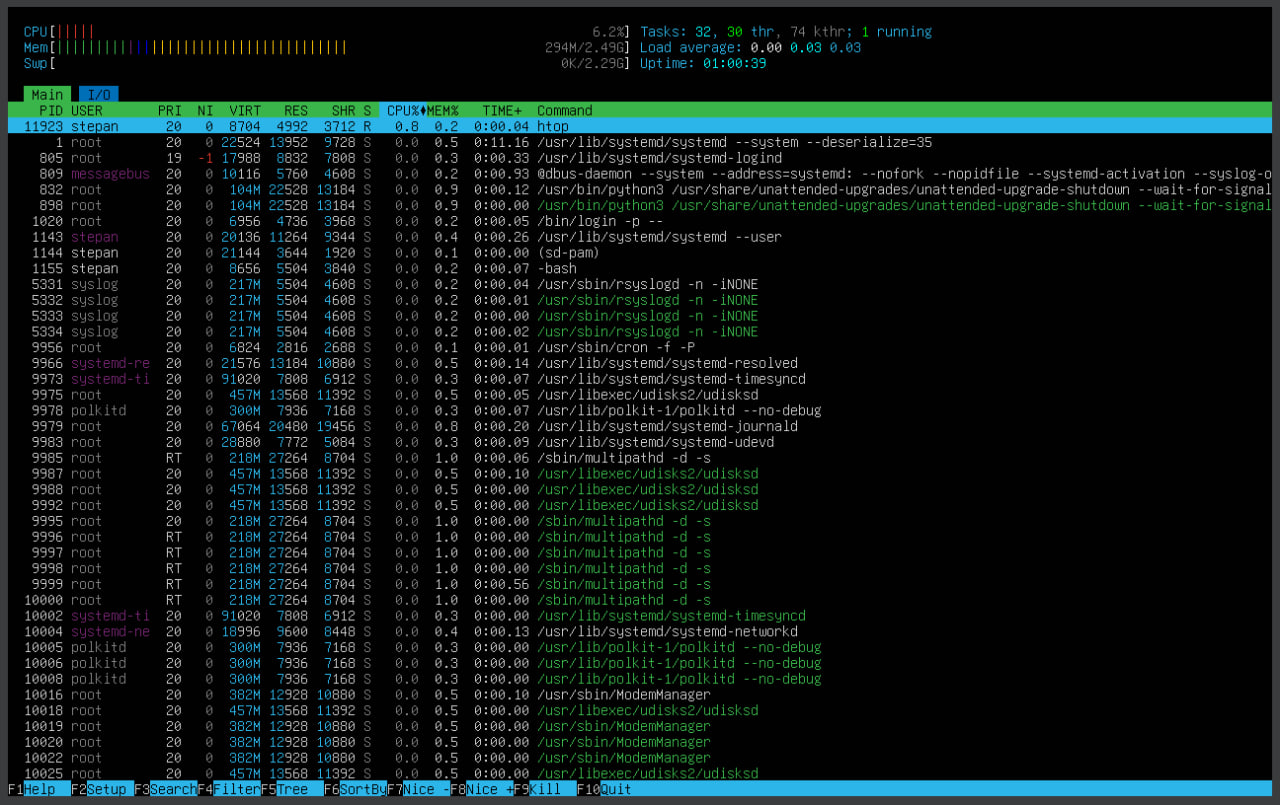 CPU[||||| 6.2%] Tasks: 32, 30 thr, 74 kthr; 1 running
Mem[||||||||||||||||||||||||||||||||||||| 294M/2.49G] Load average: 0.00 0.03 0.03
Swp[ 0K/2.29G] Uptime: 01:00:39
Main I/O
PID USER PRI NI VIRT RES SHR S CPU% MEM% TIME+ Command
11923 stepan 20 0 8704 4992 3712 R 0.8 0.2 0:00.04 htop
1 root 20 0 22524 13952 9728 S 0.0 0.5 0:11.16 /usr/lib/systemd/systemd --system --deserialize=35
805 root 19 -1 17988 8832 7808 S 0.0 0.3 0:00.33 /usr/lib/systemd/systemd-logind
809 messagebus 20 0 10116 5760 4608 S 0.0 0.2 0:00.93 @dbus-daemon --system --address=systemd: --nofork --nopidfile --systemd-activation --syslog-o
832 root 20 0 104M 22528 13184 S 0.0 0.9 0:00.12 /usr/bin/python3 /usr/share/unattended-upgrades/unattended-upgrade-shutdown --wait-for-signal
898 root 20 0 104M 22528 13184 S 0.0 0.9 0:00.00 /usr/bin/python3 /usr/share/unattended-upgrades/unattended-upgrade-shutdown --wait-for-signal
1020 root 20 0 6956 4736 3968 S 0.0 0.2 0:00.05 /bin/login -p --
1143 stepan 20 0 20136 11264 9344 S 0.0 0.4 0:00.26 /usr/lib/systemd/systemd --user
1144 stepan 20 0 21144 3644 1920 S 0.0 0.1 0:00.00 (sd-pam)
1155 stepan 20 0 8656 5504 3840 S 0.0 0.2 0:00.07 -bash
5331 syslog 20 0 217M 5504 4608 S 0.0 0.2 0:00.04 /usr/sbin/rsyslogd -n -iNONE
5332 syslog 20 0 217M 5504 4608 S 0.0 0.2 0:00.01 /usr/sbin/rsyslogd -n -iNONE
5333 syslog 20 0 217M 5504 4608 S 0.0 0.2 0:00.00 /usr/sbin/rsyslogd -n -iNONE
5334 syslog 20 0 217M 5504 4608 S 0.0 0.2 0:00.02 /usr/sbin/rsyslogd -n -iNONE
9956 root 20 0 6824 2816 2688 S 0.0 0.1 0:00.01 /usr/sbin/cron -f -P
9966 systemd-re 20 0 21576 13184 10880 S 0.0 0.5 0:00.14 /usr/lib/systemd/systemd-resolved
9973 systemd-ti 20 0 91020 7808 6912 S 0.0 0.3 0:00.07 /usr/lib/systemd/systemd-timesyncd
9975 root 20 0 457M 13568 11392 S 0.0 0.5 0:00.05 /usr/libexec/udisks2/udisksd
9978 polkitd 20 0 300M 7936 7168 S 0.0 0.3 0:00.07 /usr/lib/polkit-1/polkitd --no-debug
9979 root 20 0 67064 20480 19456 S 0.0 0.8 0:00.20 /usr/lib/systemd/systemd-journald
9983 root 20 0 28880 7772 5084 S 0.0 0.3 0:00.09 /usr/lib/systemd/systemd-udevd
9985 root RT 0 218M 27264 8704 S 0.0 1.0 0:00.06 /sbin/multipathd -d -s
9987 root 20 0 457M 13568 11392 S 0.0 0.5 0:00.10 /usr/libexec/udisks2/udisksd
9988 root 20 0 457M 13568 11392 S 0.0 0.5 0:00.00 /usr/libexec/udisks2/udisksd
9992 root 20 0 457M 13568 11392 S 0.0 0.5 0:00.00 /usr/libexec/udisks2/udisksd
9995 root 20 0 218M 27264 8704 S 0.0 1.0 0:00.00 /sbin/multipathd -d -s
9996 root RT 0 218M 27264 8704 S 0.0 1.0 0:00.00 /sbin/multipathd -d -s
9997 root RT 0 218M 27264 8704 S 0.0 1.0 0:00.00 /sbin/multipathd -d -s
9998 root RT 0 218M 27264 8704 S 0.0 1.0 0:00.00 /sbin/multipathd -d -s
9999 root RT 0 218M 27264 8704 S 0.0 1.0 0:00.56 /sbin/multipathd -d -s
10000 root RT 0 218M 27264 8704 S 0.0 1.0 0:00.00 /sbin/multipathd -d -s
10002 systemd-ti 20 0 91020 7808 6912 S 0.0 0.3 0:00.00 /usr/lib/systemd/systemd-timesyncd
10004 systemd-ne 20 0 18996 9600 8448 S 0.0 0.4 0:00.13 /usr/lib/systemd/systemd-networkd
10005 polkitd 20 0 300M 7936 7168 S 0.0 0.3 0:00.00 /usr/lib/polkit-1/polkitd --no-debug
10006 polkitd 20 0 300M 7936 7168 S 0.0 0.3 0:00.00 /usr/lib/polkit-1/polkitd --no-debug
10008 polkitd 20 0 300M 7936 7168 S 0.0 0.3 0:00.00 /usr/lib/polkit-1/polkitd --no-debug
10016 root 20 0 382M 12928 10880 S 0.0 0.5 0:00.10 /usr/sbin/ModemManager
10018 root 20 0 457M 13568 11392 S 0.0 0.5 0:00.00 /usr/libexec/udisks2/udisksd
10019 root 20 0 382M 12928 10880 S 0.0 0.5 0:00.00 /usr/sbin/ModemManager
10020 root 20 0 382M 12928 10880 S 0.0 0.5 0:00.00 /usr/sbin/ModemManager
10022 root 20 0 382M 12928 10880 S 0.0 0.5 0:00.00 /usr/sbin/ModemManager
10025 root 20 0 457M 13568 11392 S 0.0 0.5 0:00.00 /usr/libexec/udisks2/udisksd
F1Help F2Setup F3SearchF4FilterF5Tree F6SortByF7Nice -F8Nice +F9Kill F10Quit